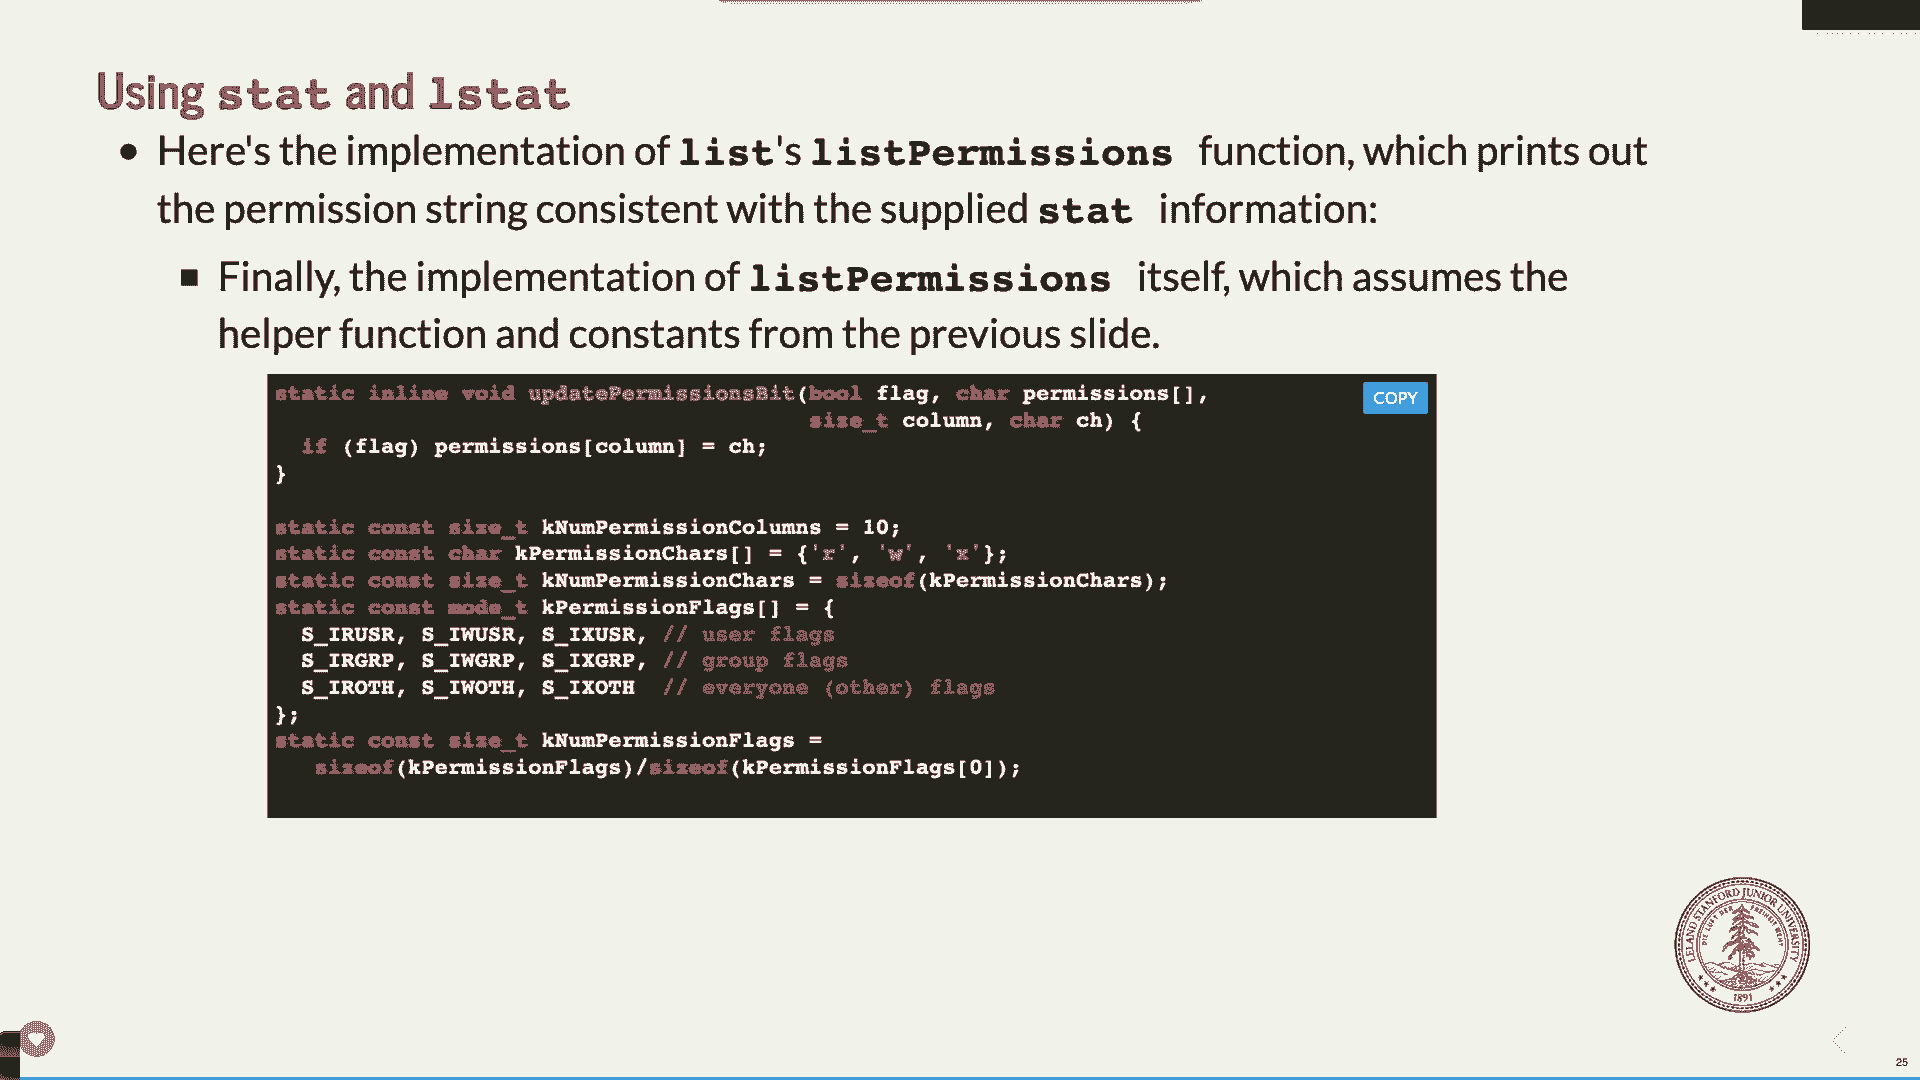 Using stat and lstat
Here's the implementation of list's listPermissions function, which prints out
the permission string consistent with the supplied stat information:
Finally, the implementation of listPermissions itself, which assumes the
helper function and constants from the previous slide.
static inline void updatePermissionsBit(bool flag, char permissions[],
COPY
                                        size_t column, char ch) {
  if (flag) permissions[column] = ch;
}
static const size_t kNumPermissionColumns = 10;
static const char kPermissionChars[] = {'r', 'w', 'x'};
static const size_t kNumPermissionChars = sizeof(kPermissionChars);
static const mode_t kPermissionFlags[] = {
  S_IRUSR, S_IWUSR, S_IXUSR, // user flags
  S_IRGRP, S_IWGRP, S_IXGRP, // group flags
  S_IROTH, S_IWOTH, S_IXOTH  // everyone (other) flags
};
static const size_t kNumPermissionFlags =
   sizeof(kPermissionFlags)/sizeof(kPermissionFlags[0]);
LELAND STANFORD JUNIOR UNIVERSITY
DIE LUFT DER FREIHEIT WEHT
1891
25